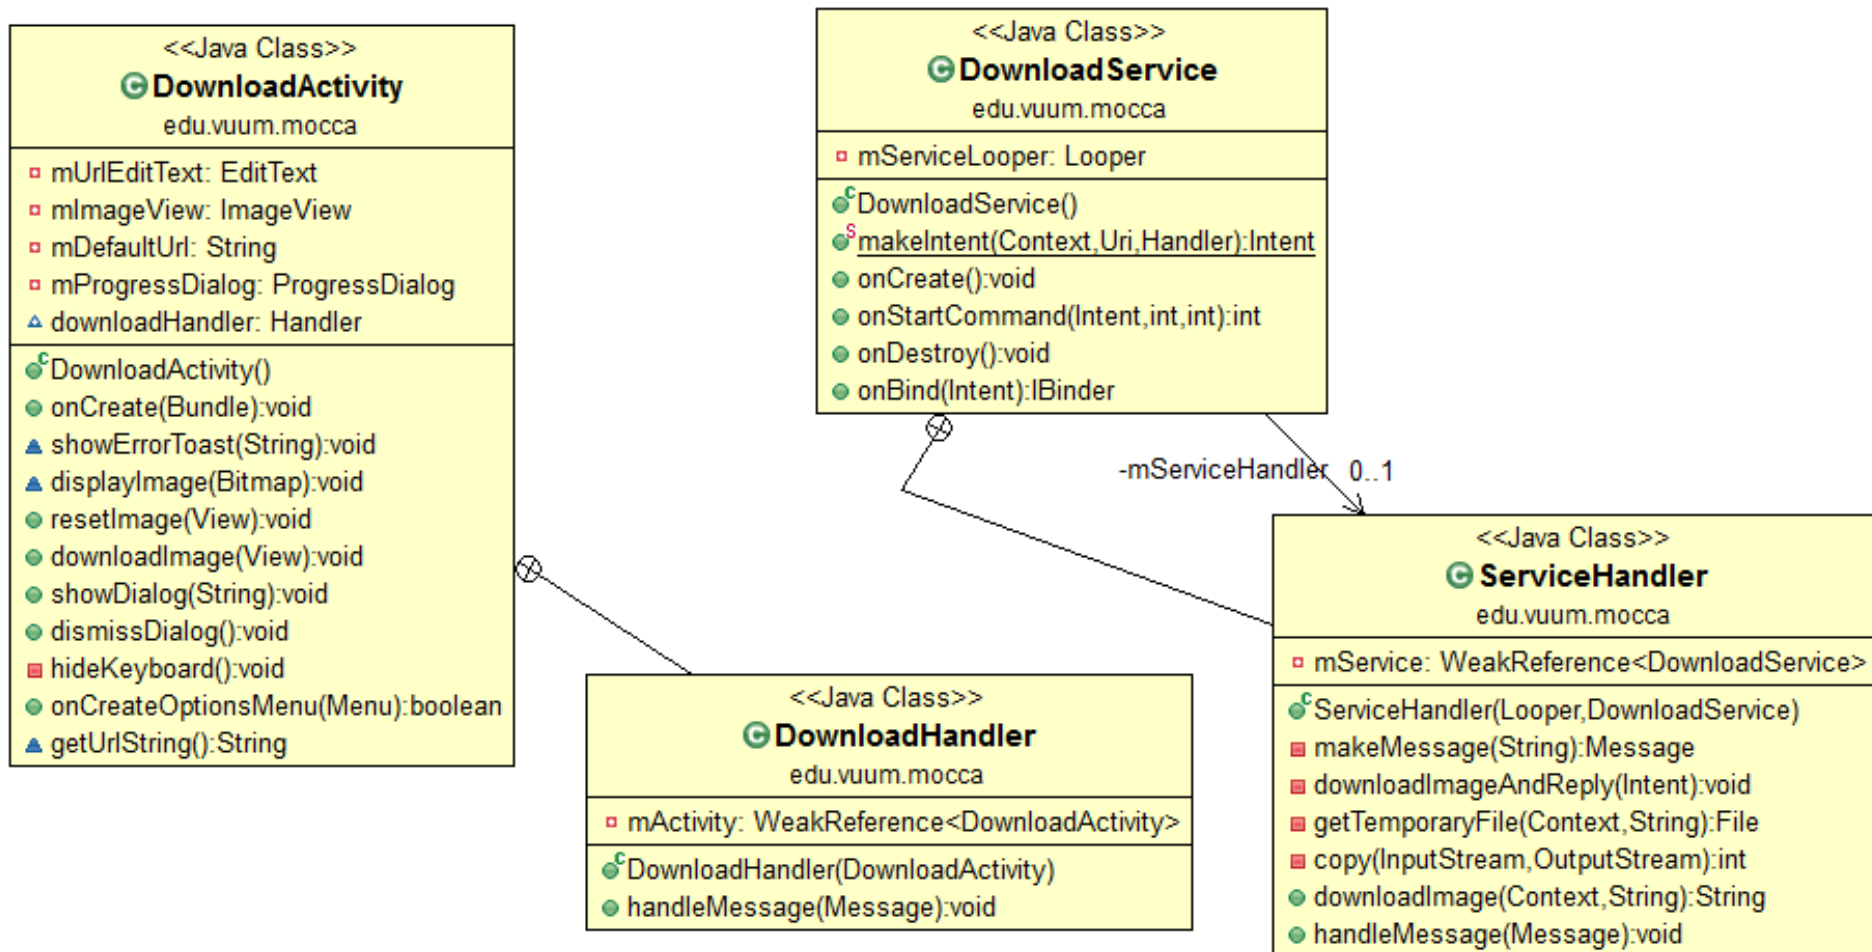 <<Java Class>>
DownloadActivity
edu.vuum.mocca
mUrlEditText: EditText
mImageView: ImageView
mDefaultUrl: String
mProgressDialog: ProgressDialog
downloadHandler: Handler
DownloadActivity()
onCreate(Bundle):void
showErrorToast(String):void
displayImage(Bitmap):void
resetImage(View):void
downloadImage(View):void
showDialog(String):void
dismissDialog():void
hideKeyboard():void
onCreateOptionsMenu(Menu):boolean
getUrlString():String
<<Java Class>>
DownloadService
edu.vuum.mocca
mServiceLooper: Looper
DownloadService()
makeIntent(Context,Uri,Handler):Intent
onCreate():void
onStartCommand(Intent,int,int):int
onDestroy():void
onBind(Intent):IBinder
-mServiceHandler 0..1
<<Java Class>>
DownloadHandler
edu.vuum.mocca
mActivity: WeakReference<DownloadActivity>
DownloadHandler(DownloadActivity)
handleMessage(Message):void
<<Java Class>>
ServiceHandler
edu.vuum.mocca
mService: WeakReference<DownloadService>
ServiceHandler(Looper,DownloadService)
makeMessage(String):Message
downloadImageAndReply(Intent):void
getTemporaryFile(Context,String):File
copy(InputStream,OutputStream):int
downloadImage(Context,String):String
handleMessage(Message):void